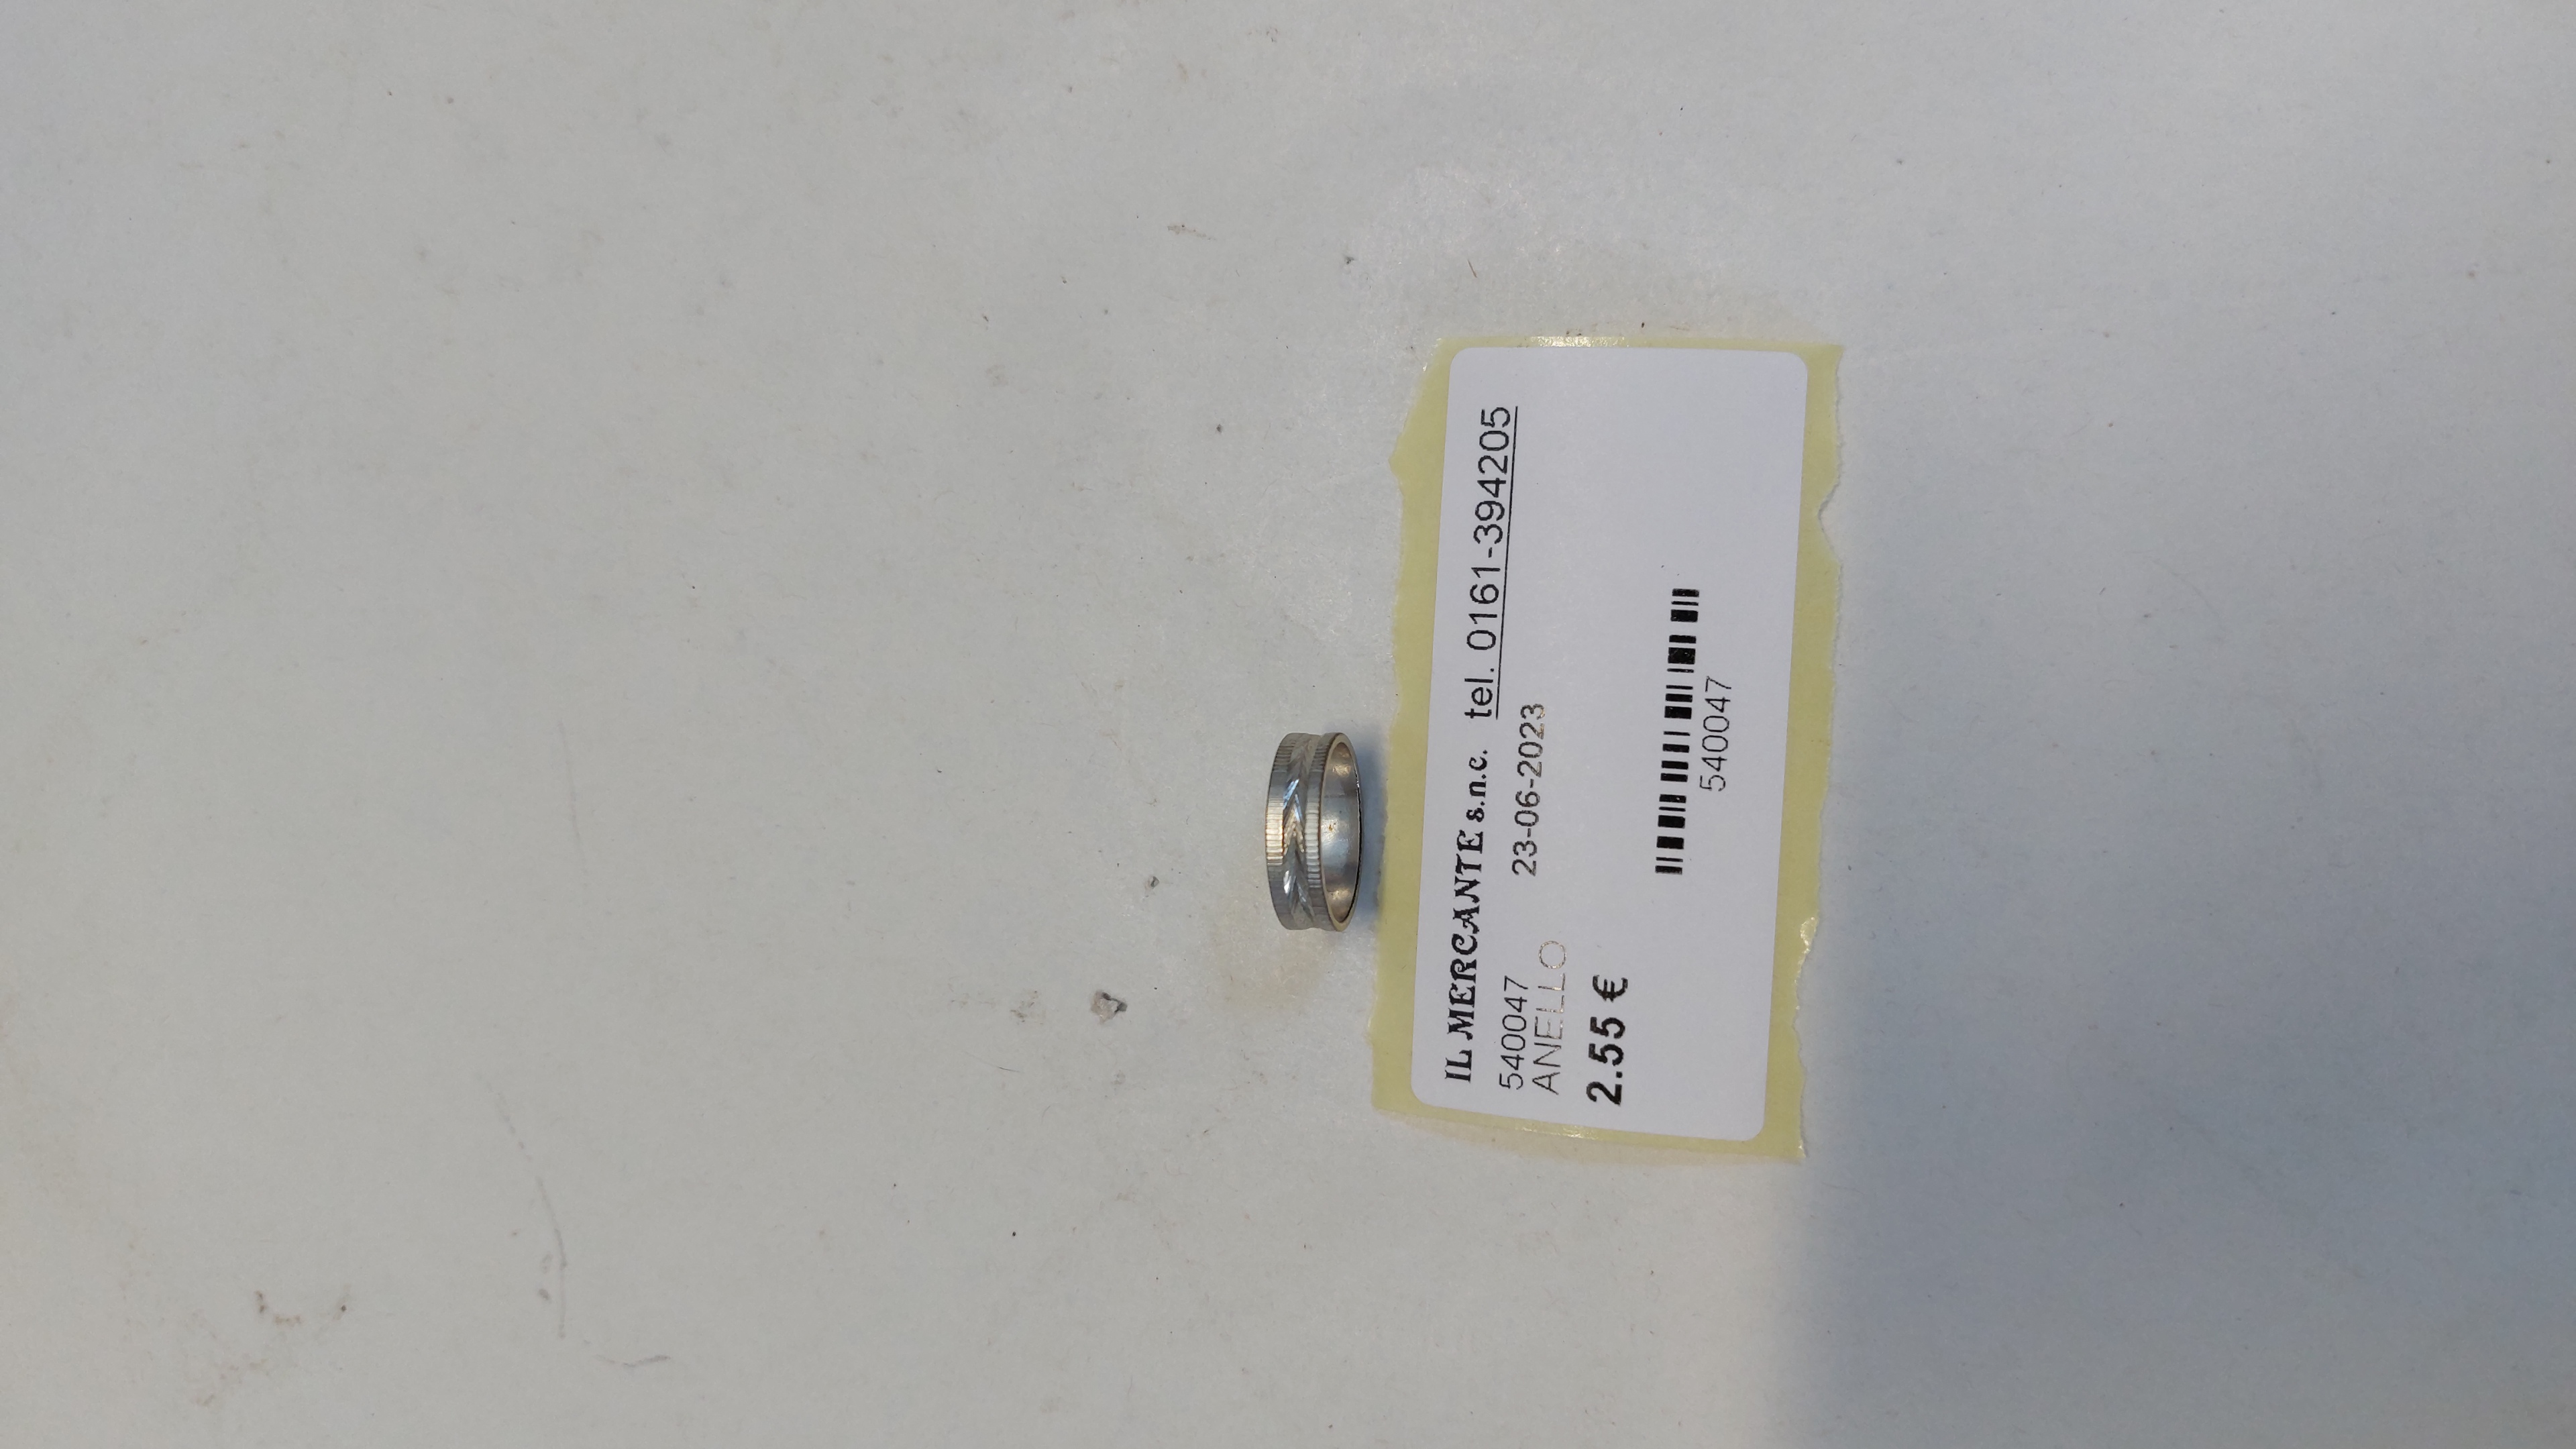 IL MERCANTE s.n.c. tel. 0161-394205
540047 23-06-2023
ANELLO
2.55 €
540047